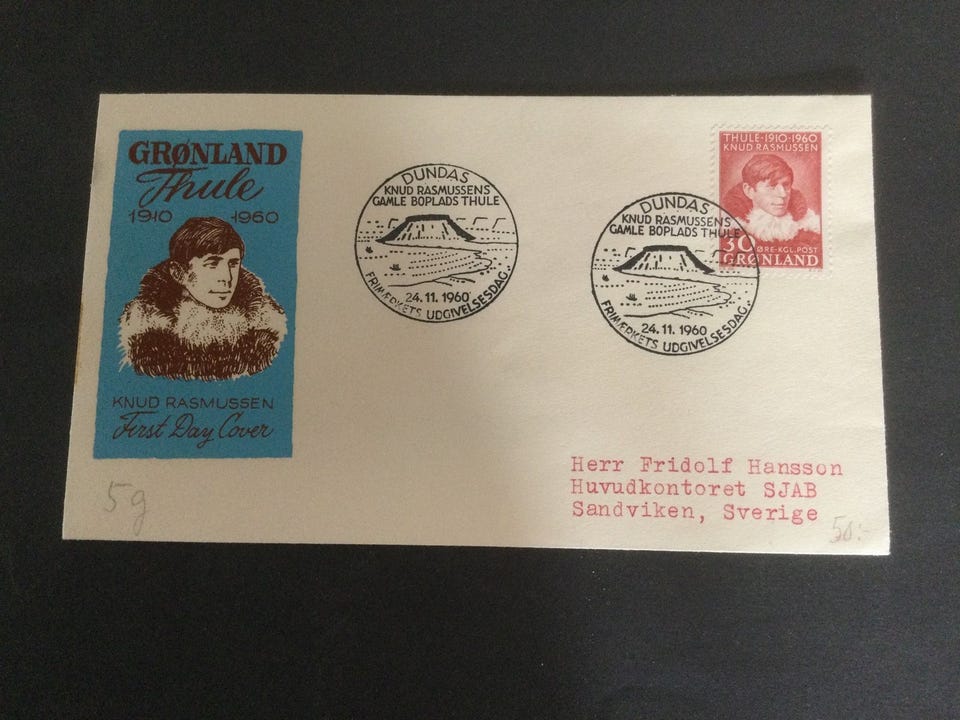 GRØNLAND
Thule
1910 1960
KNUD RASMUSSEN
First Day Cover
5g
DUNDAS
KNUD RASMUSSENS
GAMLE BOPLADS THULE
24.11.1960
FRIMÆRKETS UDGIVELSESDAG.
DUNDAS
KNUD RASMUSSENS
GAMLE BOPLADS THULE
24.11.1960
FRIMÆRKETS UDGIVELSESDAG.
THULE·1910-1960
KNUD RASMUSSEN
30 ØRE·KGL.POST
GRØNLAND
Herr Fridolf Hansson
Huvudkontoret SJAB
Sandviken, Sverige
50:-